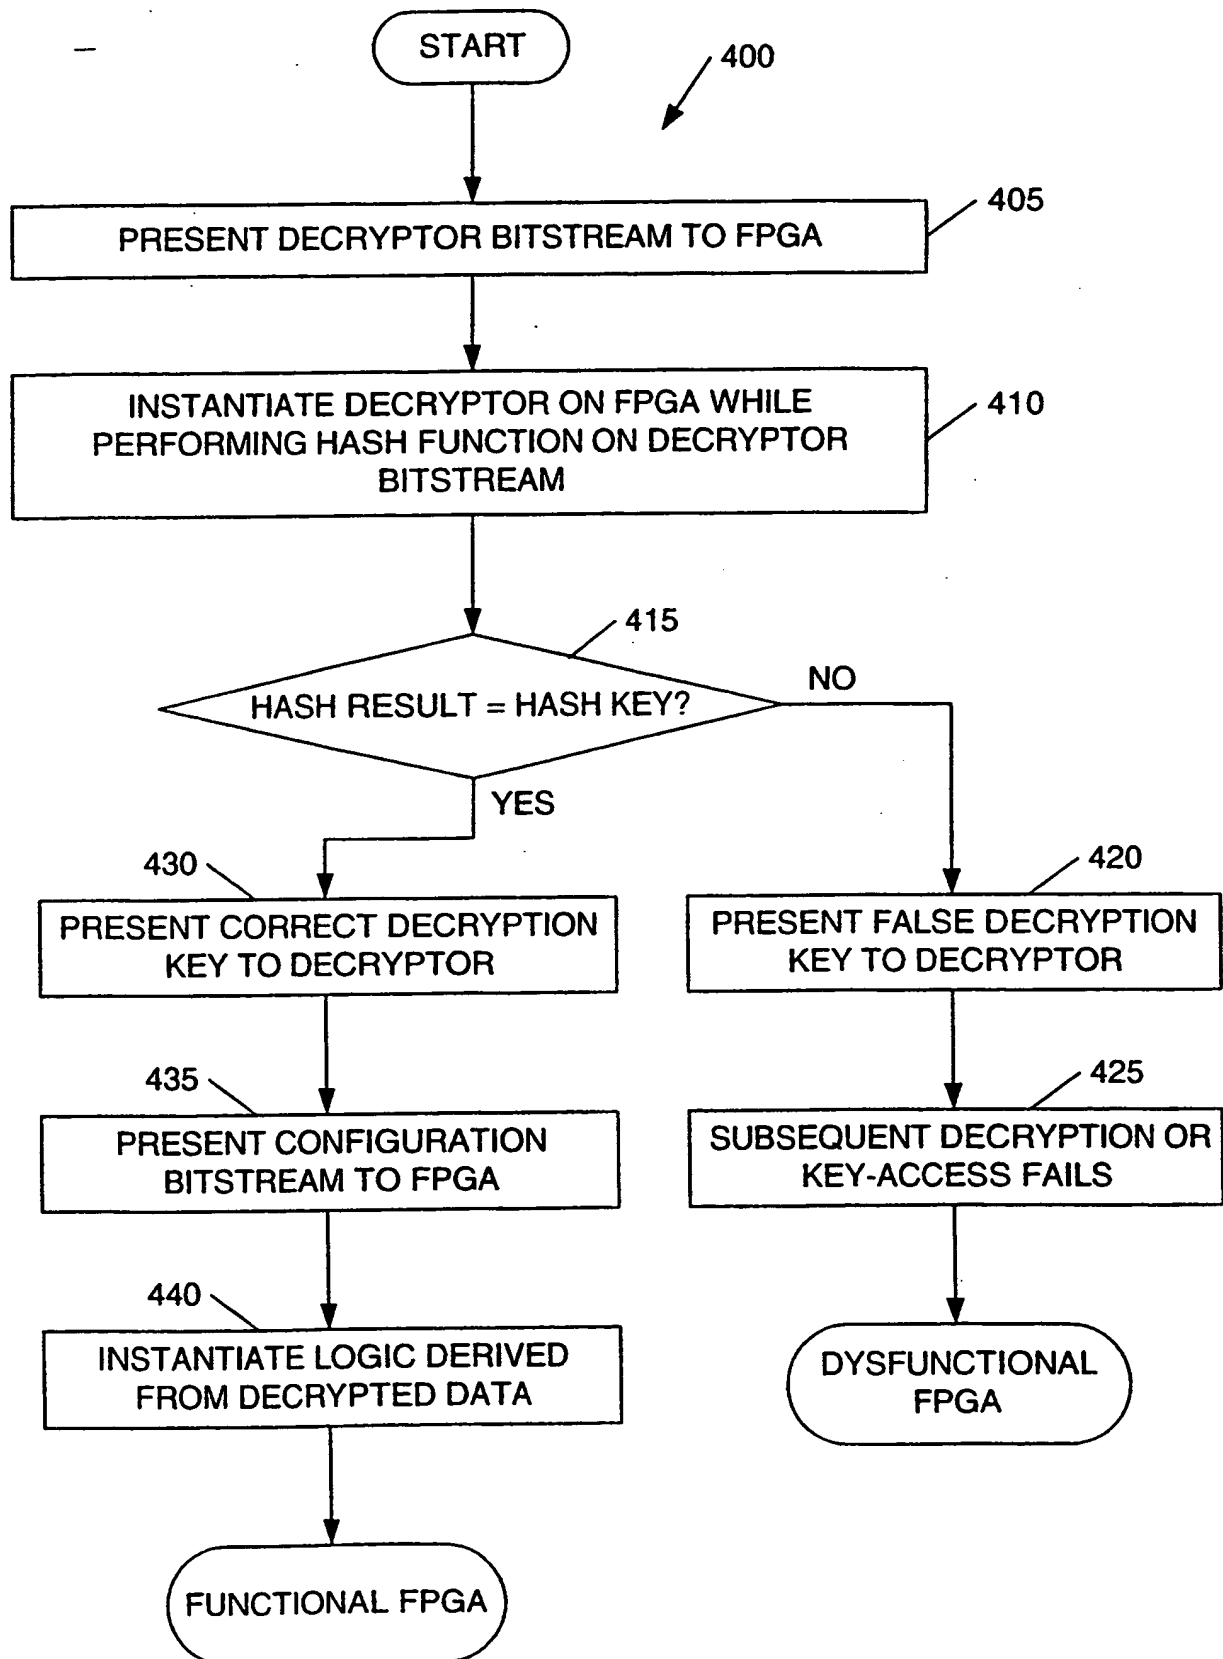 START
400
405
PRESENT DECRYPTOR BITSTREAM TO FPGA
410
INSTANTIATE DECRYPTOR ON FPGA WHILE
PERFORMING HASH FUNCTION ON DECRYPTOR
BITSTREAM
415
HASH RESULT = HASH KEY?
NO
YES
430
PRESENT CORRECT DECRYPTION
KEY TO DECRYPTOR
420
PRESENT FALSE DECRYPTION
KEY TO DECRYPTOR
435
PRESENT CONFIGURATION
BITSTREAM TO FPGA
425
SUBSEQUENT DECRYPTION OR
KEY-ACCESS FAILS
440
INSTANTIATE LOGIC DERIVED
FROM DECRYPTED DATA
DYSFUNCTIONAL
FPGA
FUNCTIONAL FPGA